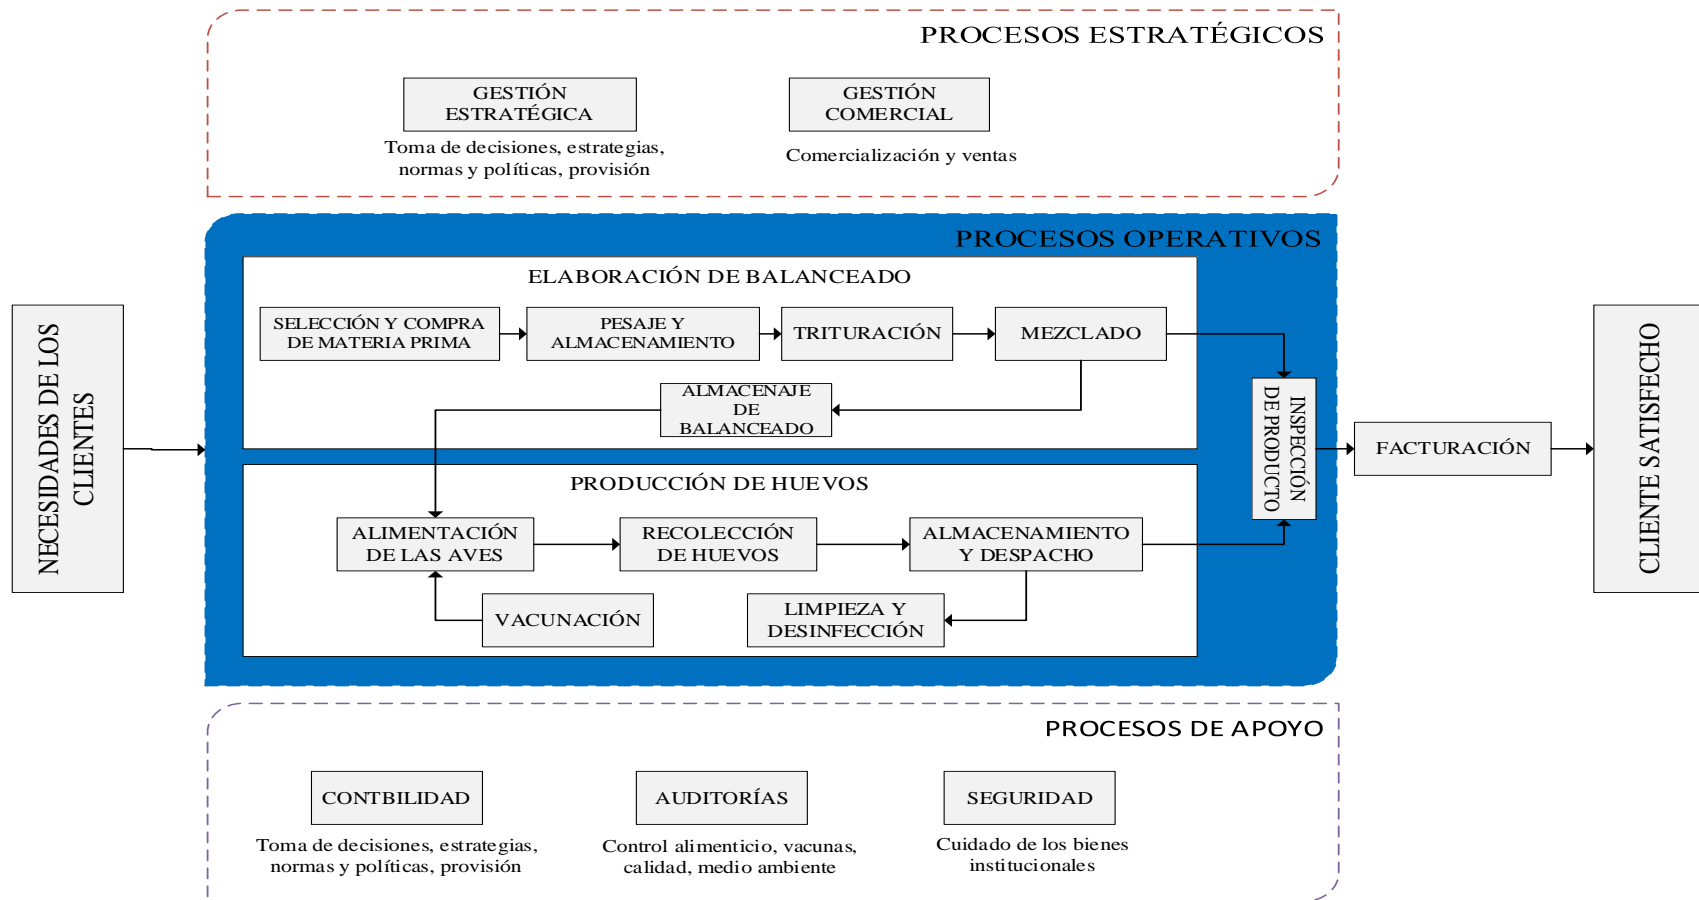 PROCESOS ESTRATÉGICOS
GESTIÓN
ESTRATÉGICA
Toma de decisiones, estrategias,
normas y políticas, provisión
GESTIÓN
COMERCIAL
Comercialización y ventas
NECESIDADES DE LOS
CLIENTES
PROCESOS OPERATIVOS
ELABORACIÓN DE BALANCEADO
SELECCIÓN Y COMPRA
DE MATERIA PRIMA
PESAJE Y
ALMACENAMIENTO
TRITURACIÓN
MEZCLADO
ALMACENAJE
DE
BALANCEADO
PRODUCCIÓN DE HUEVOS
ALIMENTACIÓN
DE LAS AVES
RECOLECCIÓN
DE HUEVOS
ALMACENAMIENTO
Y DESPACHO
VACUNACIÓN
LIMPIEZA Y
DESINFECCIÓN
INSPECCIÓN
DE PRODUCTO
FACTURACIÓN
CLIENTE SATISFECHO
PROCESOS DE APOYO
CONTBILIDAD
Toma de decisiones, estrategias,
normas y políticas, provisión
AUDITORÍAS
Control alimenticio, vacunas,
calidad, medio ambiente
SEGURIDAD
Cuidado de los bienes
institucionales